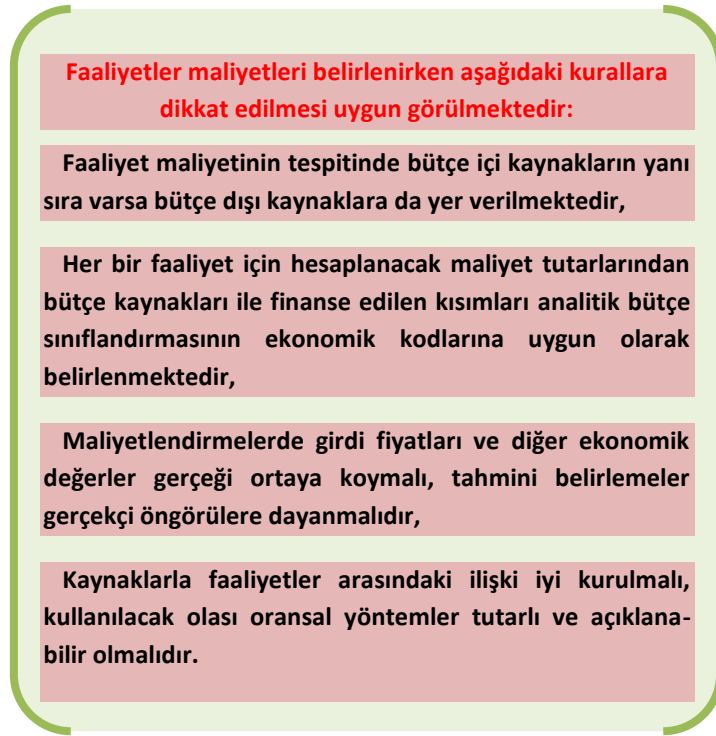 Faaliyetler maliyetleri belirlenirken aşağıdaki kurallara
dikkat edilmesi uygun görülmektedir:
Faaliyet maliyetinin tespitinde bütçe içi kaynakların yanı
sıra varsa bütçe dışı kaynaklara da yer verilmektedir,
Her bir faaliyet için hesaplanacak maliyet tutarlarından
bütçe kaynakları ile finanse edilen kısımları analitik bütçe
sınıflandırmasının ekonomik kodlarına uygun olarak
belirlenmektedir,
Maliyetlendirmelerde girdi fiyatları ve diğer ekonomik
değerler gerçeği ortaya koymalı, tahmini belirlemeler
gerçekçi öngörülere dayanmalıdır,
Kaynaklarla faaliyetler arasındaki ilişki iyi kurulmalı,
kullanılacak olası oransal yöntemler tutarlı ve açıklana-
bilir olmalıdır.